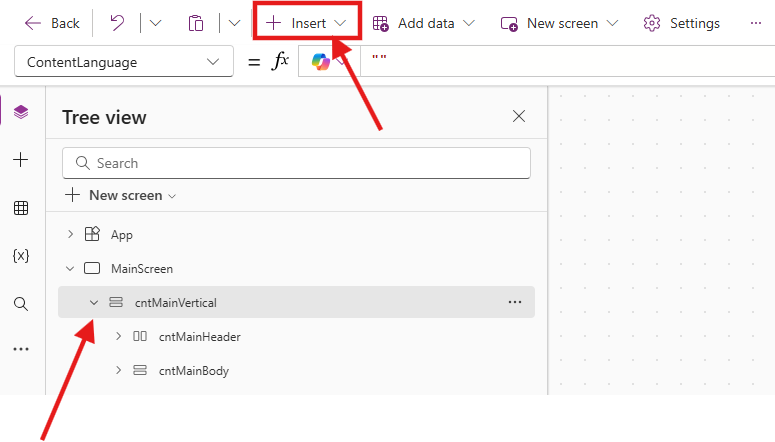 Back Insert Add data New screen Settings
ContentLanguage = fx ""
Tree view
Search
New screen
App
MainScreen
cntMainVertical
cntMainHeader
cntMainBody
{x}